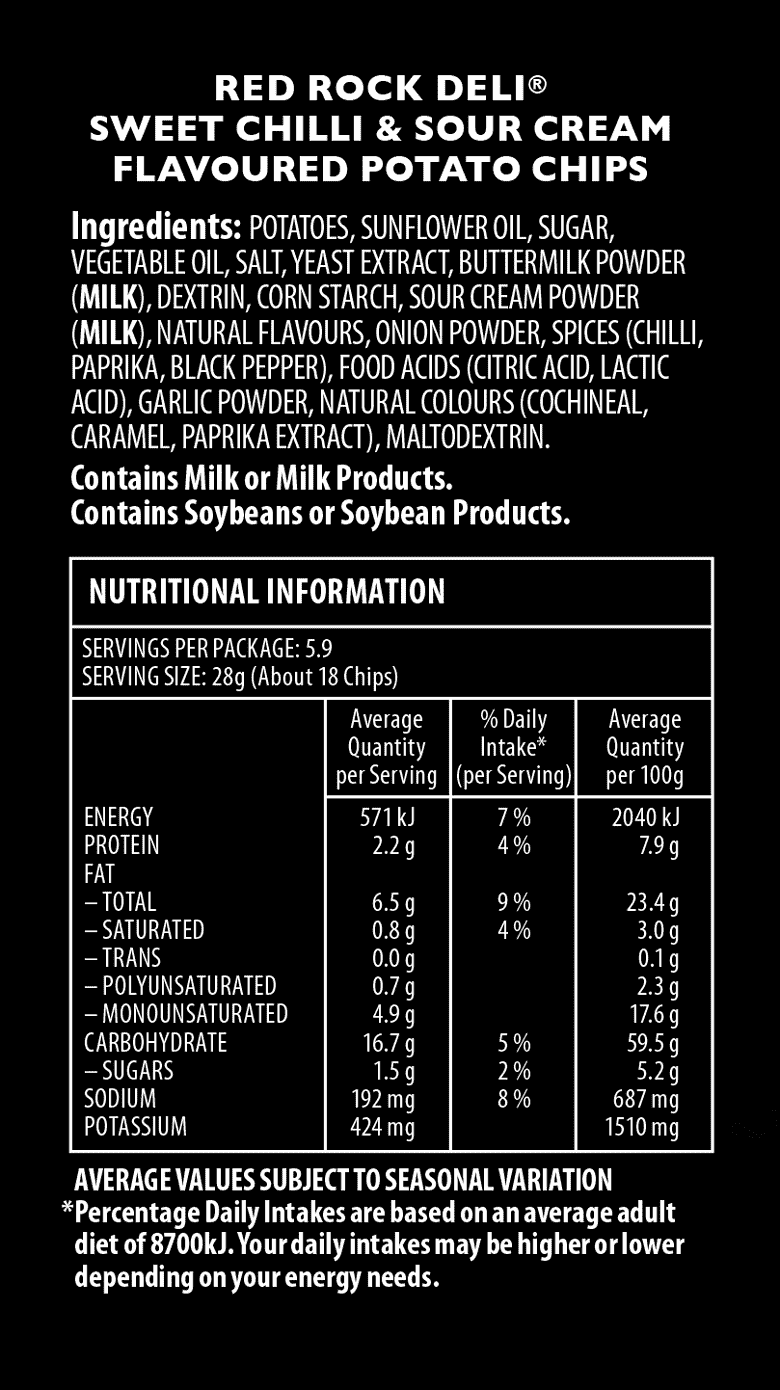 RED ROCK DELI®
SWEET CHILLI & SOUR CREAM
FLAVOURED POTATO CHIPS
Ingredients: POTATOES, SUNFLOWER OIL, SUGAR,
VEGETABLE OIL, SALT, YEAST EXTRACT, BUTTERMILK POWDER
(MILK), DEXTRIN, CORN STARCH, SOUR CREAM POWDER
(MILK), NATURAL FLAVOURS, ONION POWDER, SPICES (CHILLI,
PAPRIKA, BLACK PEPPER), FOOD ACIDS (CITRIC ACID, LACTIC
ACID), GARLIC POWDER, NATURAL COLOURS (COCHINEAL,
CARAMEL, PAPRIKA EXTRACT), MALTODEXTRIN.
Contains Milk or Milk Products.
Contains Soybeans or Soybean Products.
NUTRITIONAL INFORMATION
SERVINGS PER PACKAGE: 5.9
SERVING SIZE: 28g (About 18 Chips)
Average % Daily Average
Quantity Intake* Quantity
per Serving (per Serving) per 100g
ENERGY 571 kJ 7 % 2040 kJ
PROTEIN 2.2 g 4 % 7.9 g
FAT
– TOTAL 6.5 g 9 % 23.4 g
– SATURATED 0.8 g 4 % 3.0 g
– TRANS 0.0 g 0.1 g
– POLYUNSATURATED 0.7 g 2.3 g
– MONOUNSATURATED 4.9 g 17.6 g
CARBOHYDRATE 16.7 g 5 % 59.5 g
– SUGARS 1.5 g 2 % 5.2 g
SODIUM 192 mg 8 % 687 mg
POTASSIUM 424 mg 1510 mg
AVERAGE VALUES SUBJECT TO SEASONAL VARIATION
*Percentage Daily Intakes are based on an average adult
diet of 8700kJ. Your daily intakes may be higher or lower
depending on your energy needs.